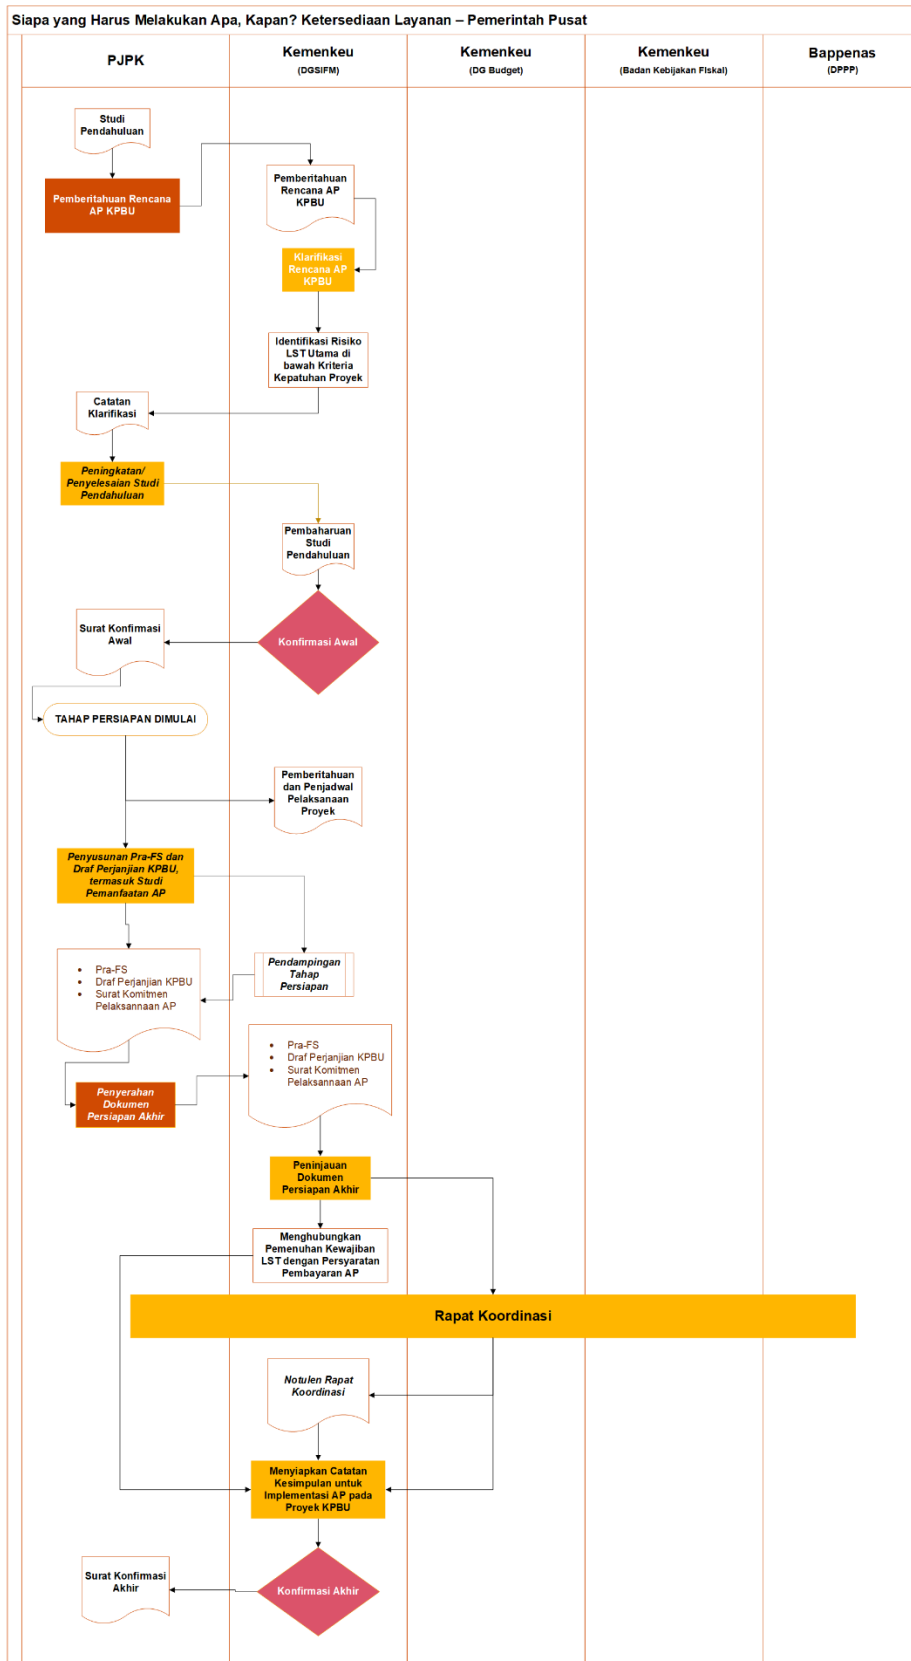 Siapa yang Harus Melakukan Apa, Kapan? Ketersediaan Layanan – Pemerintah Pusat
PJPK
Kemenkeu
(DGSIFM)
Kemenkeu
(DG Budget)
Kemenkeu
(Badan Kebijakan Fiskal)
Bappenas
(DPPP)
Studi
Pendahuluan
Pemberitahuan Rencana
AP KPBU
Pemberitahuan
Rencana AP
KPBU
Klarifikasi
Rencana AP
KPBU
Identifikasi Risiko
LST Utama di
bawah Kriteria
Kepatuhan Proyek
Catatan
Klarifikasi
Peningkatan/
Penyelesaian Studi
Pendahuluan
Pembaharuan
Studi
Pendahuluan
Surat Konfirmasi
Awal
Konfirmasi Awal
TAHAP PERSIAPAN DIMULAI
Pemberitahuan
dan Penjadwal
Pelaksanaan
Proyek
Penyusunan Pra-FS dan
Draf Perjanjian KPBU,
termasuk Studi
Pemanfaatan AP
Pendampingan
Tahap
Persiapan
• Pra-FS
• Draf Perjanjian KPBU
• Surat Komitmen
Pelaksannaan AP
• Pra-FS
• Draf Perjanjian KPBU
• Surat Komitmen
Pelaksannaan AP
Penyerahan
Dokumen
Persiapan Akhir
Peninjauan
Dokumen
Persiapan Akhir
Menghubungkan
Pemenuhan Kewajiban
LST dengan Persyaratan
Pembayaran AP
Rapat Koordinasi
Notulen Rapat
Koordinasi
Menyiapkan Catatan
Kesimpulan untuk
Implementasi AP pada
Proyek KPBU
Surat Konfirmasi
Akhir
Konfirmasi Akhir